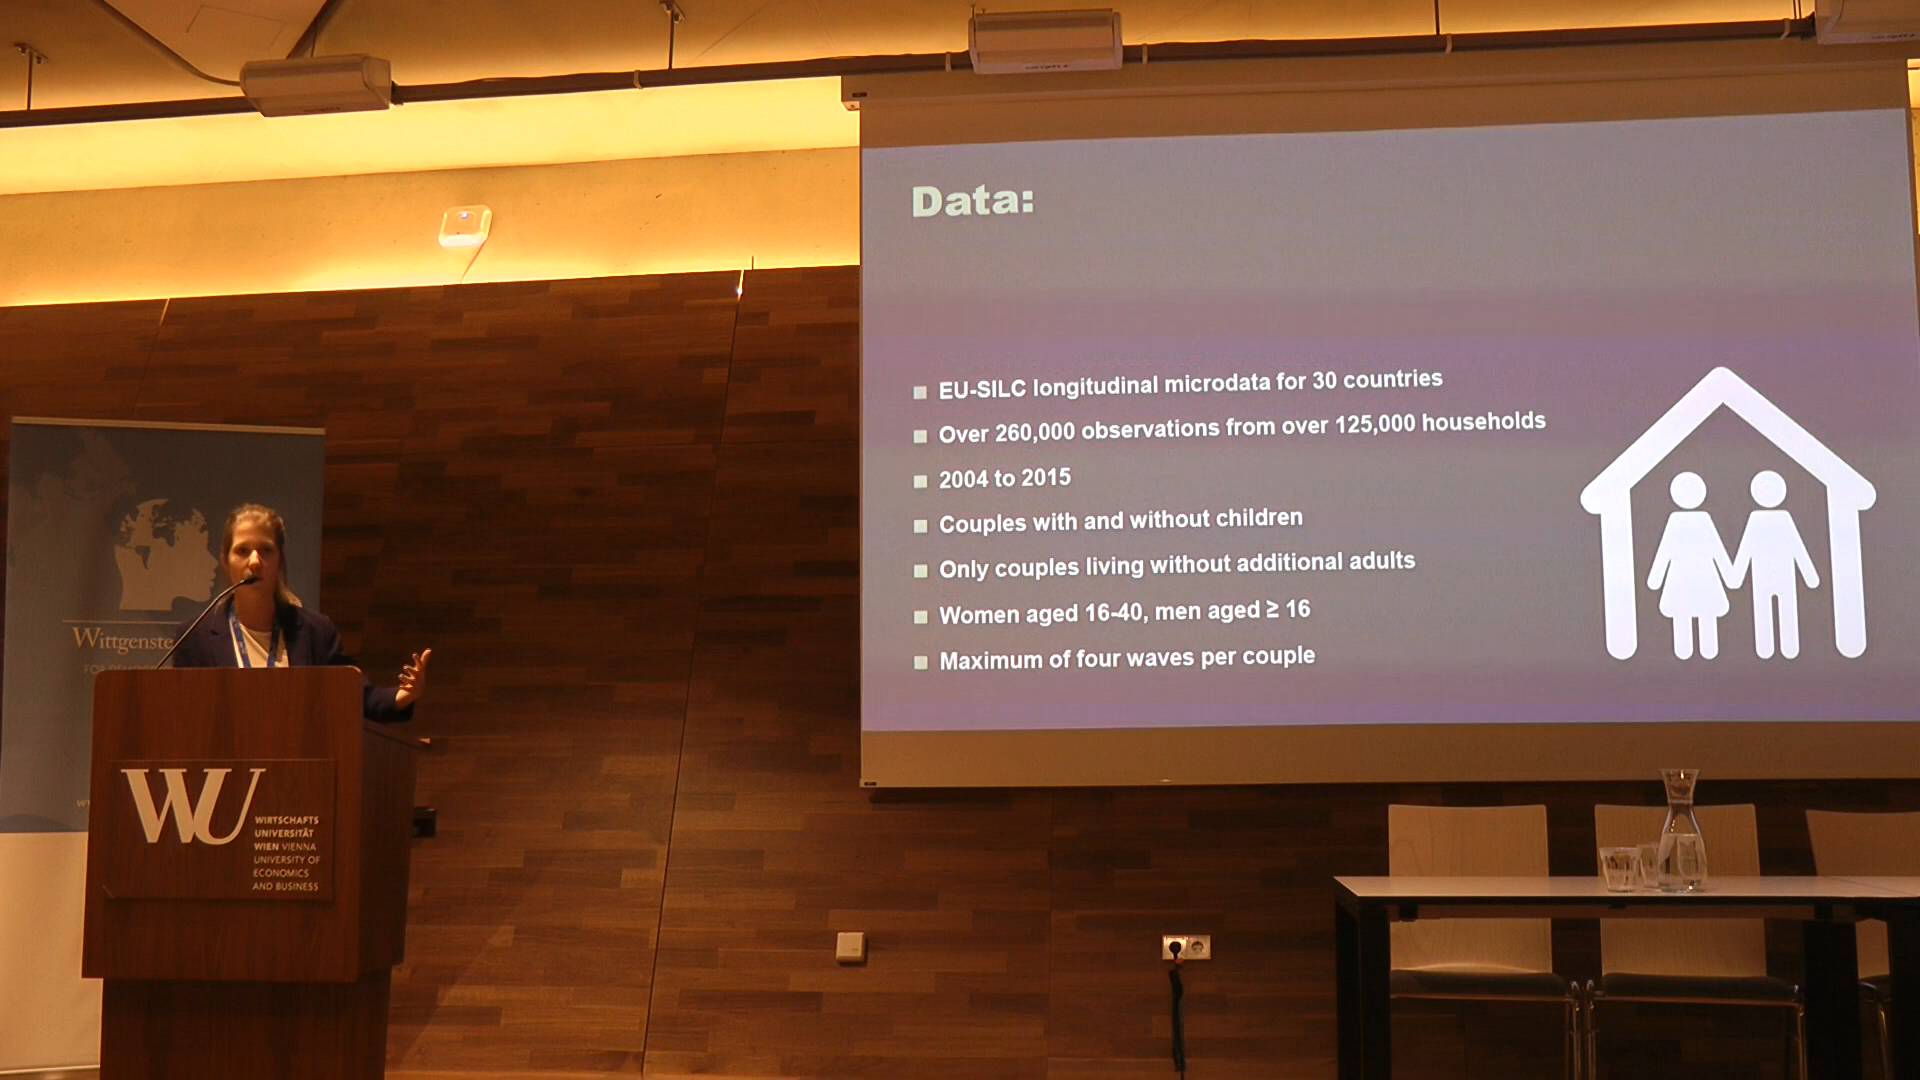 Data:
EU-SILC longitudinal microdata for 30 countries
Over 260,000 observations from over 125,000 households
2004 to 2015
Couples with and without children
Only couples living without additional adults
Women aged 16-40, men aged ≥ 16
Maximum of four waves per couple
Wittgenste
WU
WIRTSCHAFTS
UNIVERSITÄT
WIEN VIENNA
UNIVERSITY OF
ECONOMICS
AND BUSINESS